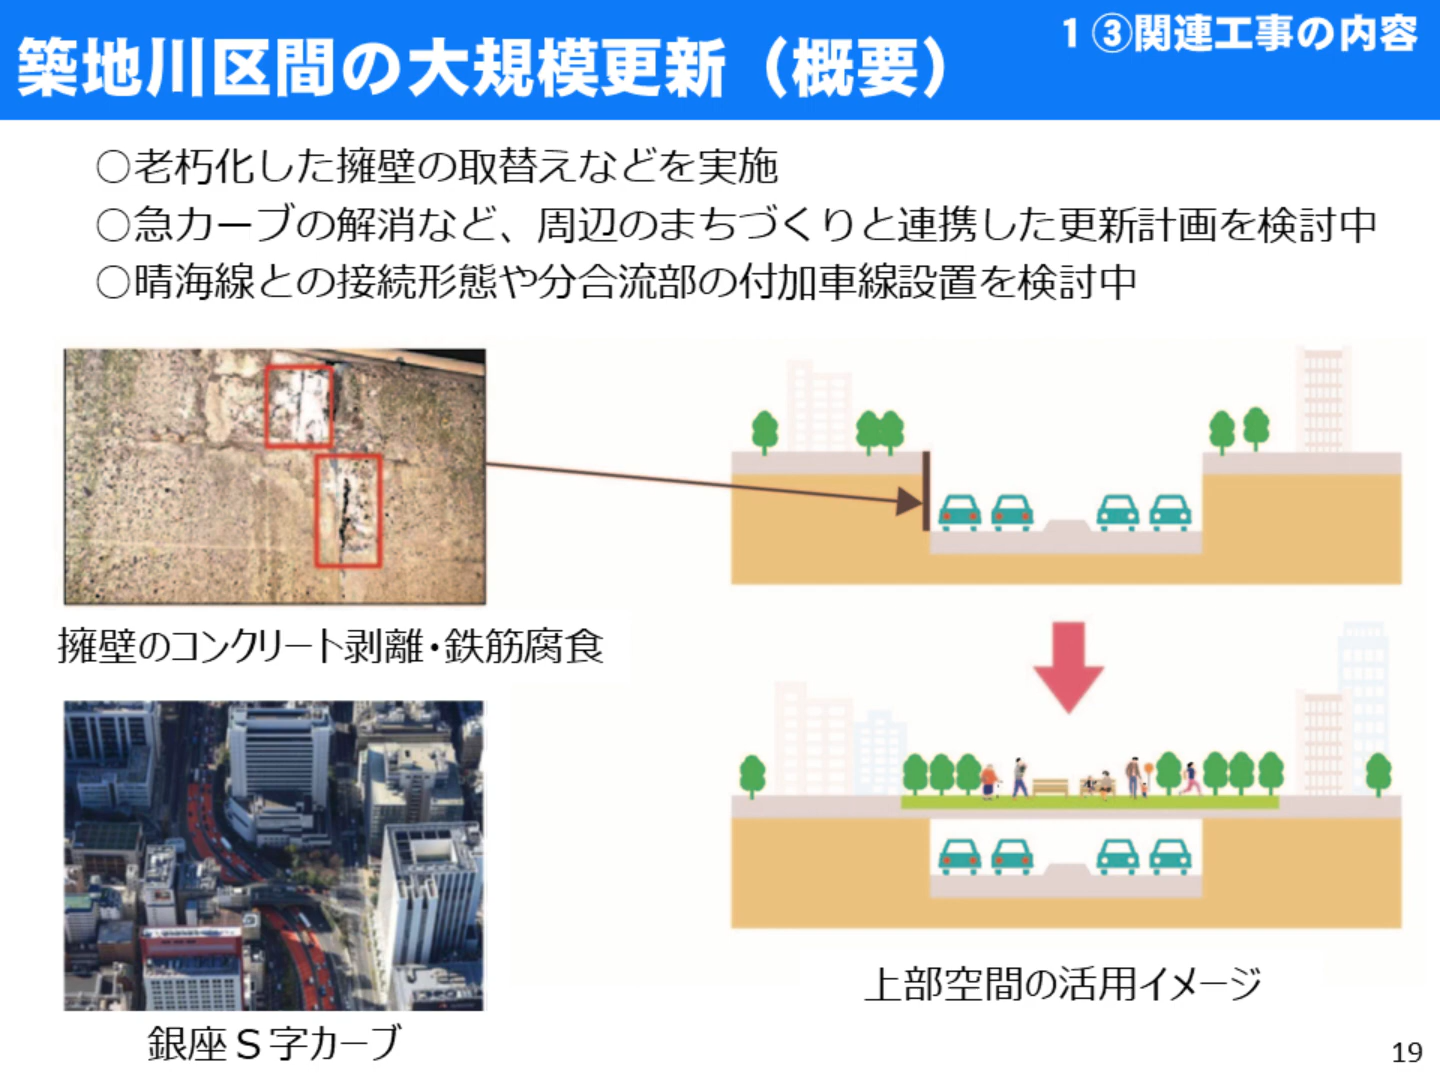 1③関連工事の内容
築地川区間の大規模更新（概要）
○老朽化した擁壁の取替えなどを実施
○急カーブの解消など、周辺のまちづくりと連携した更新計画を検討中
○晴海線との接続形態や分合流部の付加車線設置を検討中
擁壁のコンクリート剥離・鉄筋腐食
上部空間の活用イメージ
銀座Ｓ字カーブ
19